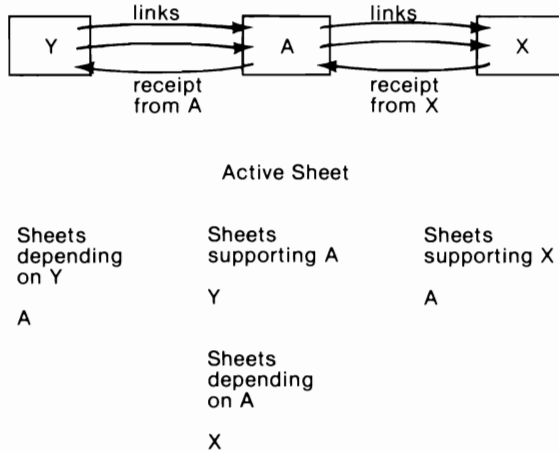 links
links
Y
A
X
receipt
from A
receipt
from X
Active Sheet
Sheets
depending
on Y
A
Sheets
supporting A
Y
Sheets
supporting X
A
Sheets
depending
on A
X